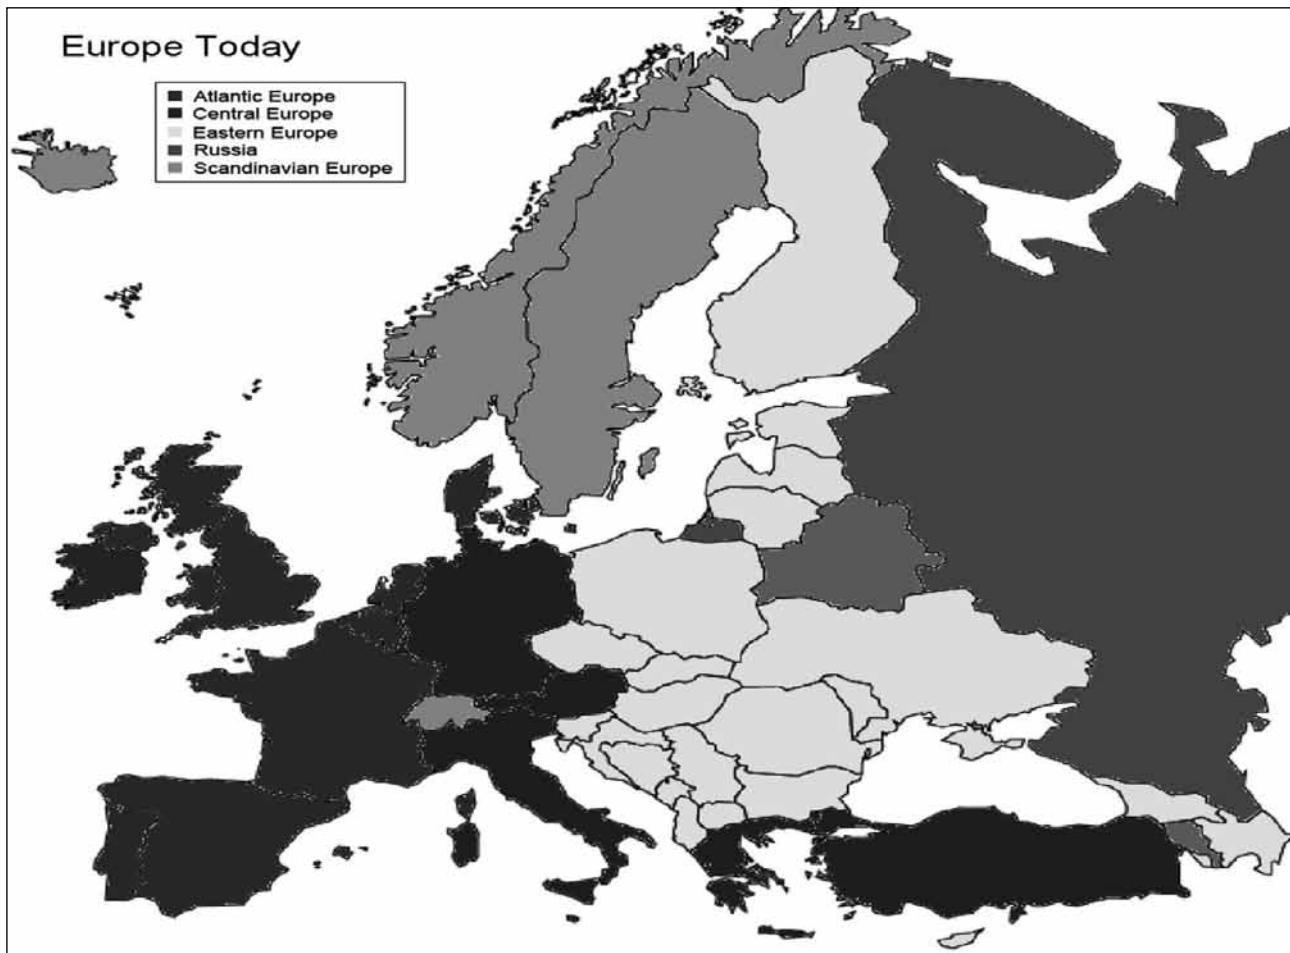 Europe Today
Atlantic Europe
Central Europe
Eastern Europe
Russia
Scandinavian Europe